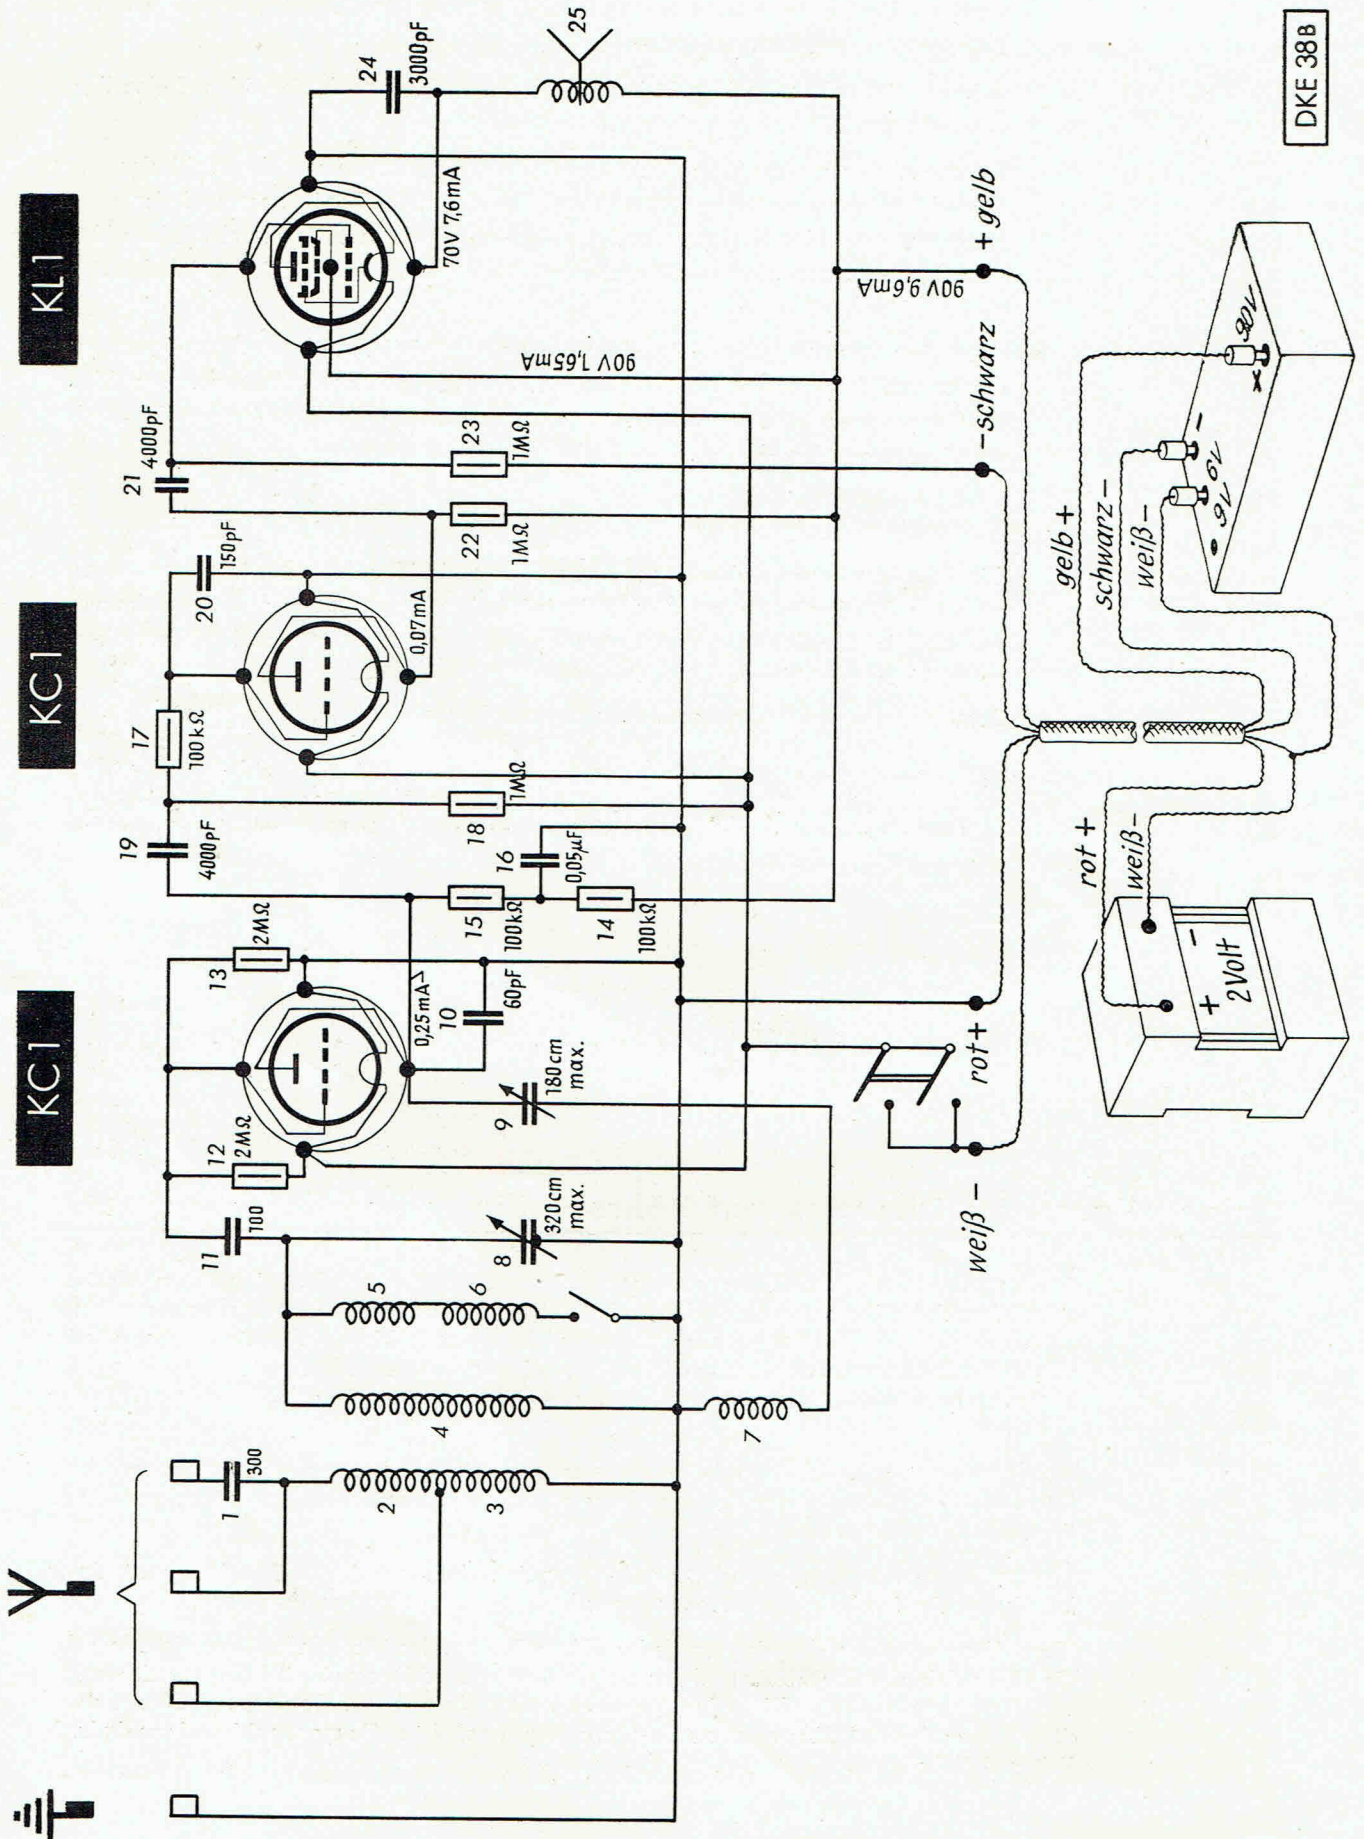 KC1
KC1
KL1
1
300
2
3
4
5
6
7
8
320cm
max.
9
180cm
max.
10
60pF
11
100
12
2MΩ
13
2MΩ
0,25mA
14
100kΩ
15
100kΩ
16
0,05µF
17
100kΩ
18
1MΩ
19
4000pF
20
150pF
0,07mA
21
4000pF
22
1MΩ
23
1MΩ
24
3000pF
25
70V 7,6mA
90V 1,65mA
90V 9,6mA
weiß –
rot+
–schwarz
+gelb
rot+
weiß–
gelb+
schwarz–
weiß–
+ –
2Volt
–
+
90V
DKE 38B